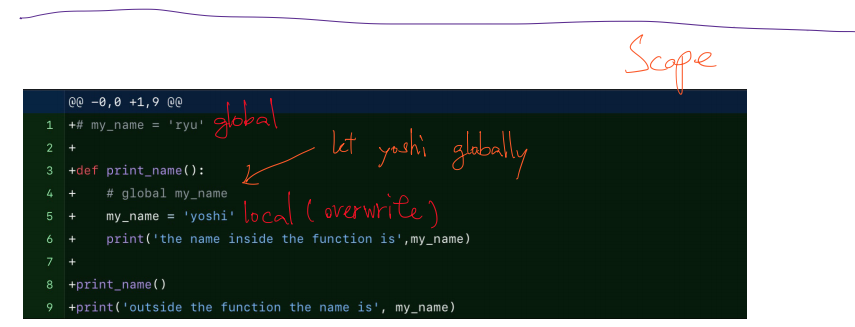 Scope
@@ -0,0 +1,9 @@
1 +# my_name = 'ryu' global
2 + let yoshi globally
3 +def print_name():
4 +    # global my_name
5 +    my_name = 'yoshi' local (overwrite)
6 +    print('the name inside the function is',my_name)
7 +
8 +print_name()
9 +print('outside the function the name is', my_name)